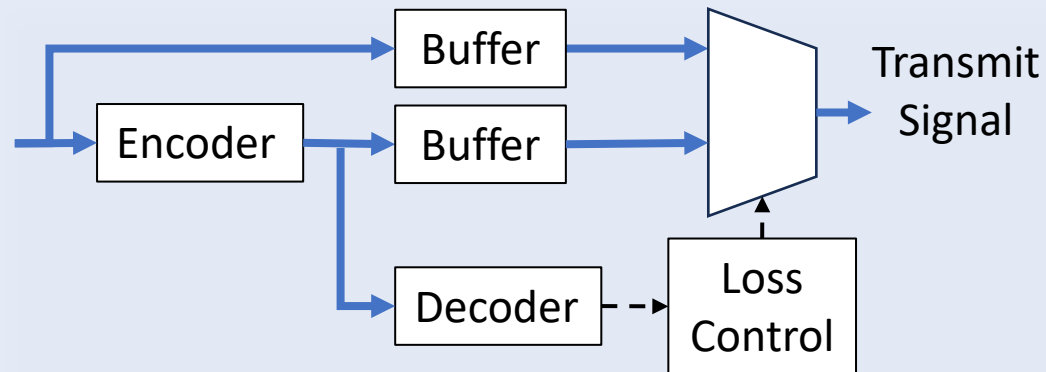 Buffer
Transmit
Signal
Encoder
Buffer
Decoder
Loss
Control